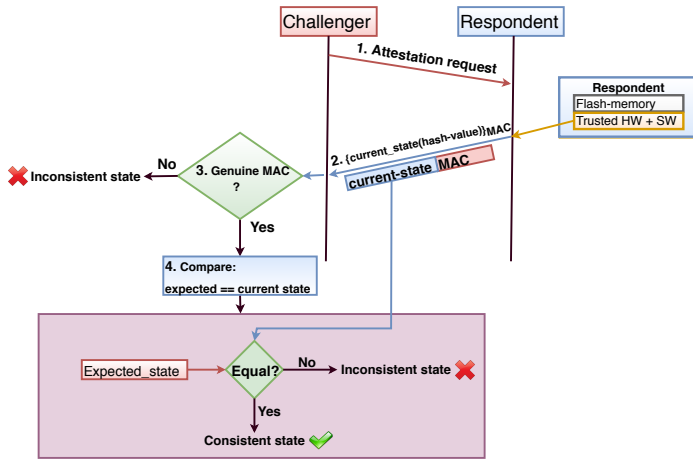 Challenger
Respondent
1. Attestation request
Respondent
Flash-memory
Trusted HW + SW
2. {current_state(hash-value)}MAC
current-state MAC
3. Genuine MAC
?
No
Inconsistent state
Yes
4. Compare:
expected == current state
Expected_state
Equal?
No
Inconsistent state
Yes
Consistent state